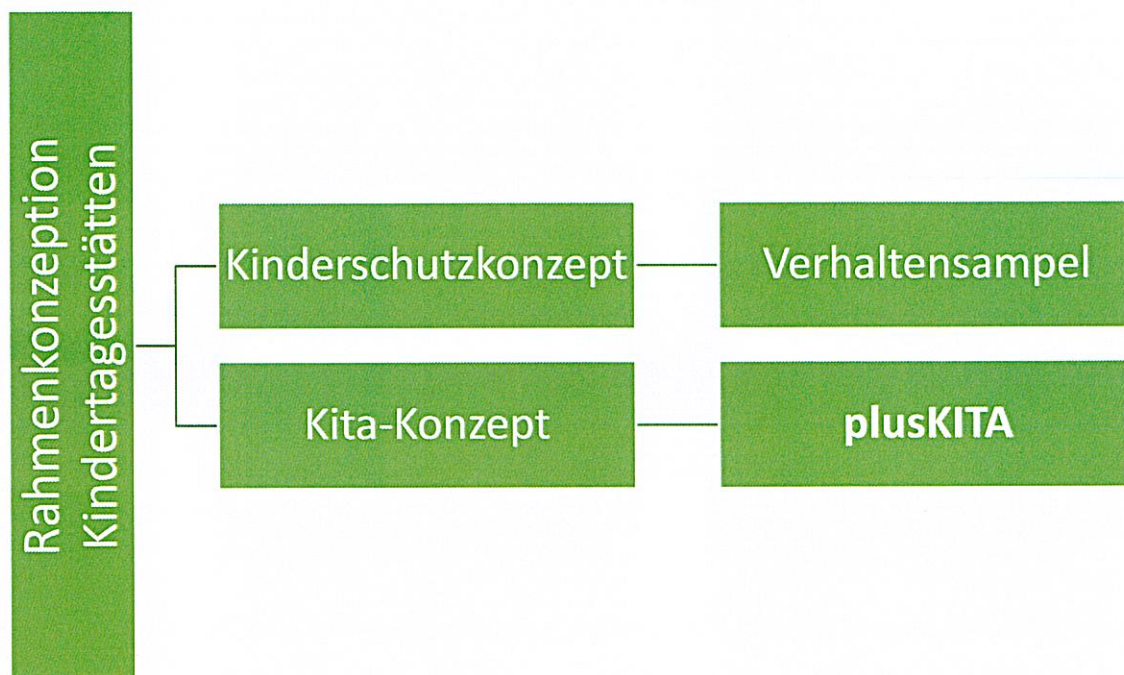 Rahmenkonzeption
Kindertagesstätten
Kinderschutzkonzept
Verhaltensampel
Kita-Konzept
plusKITA